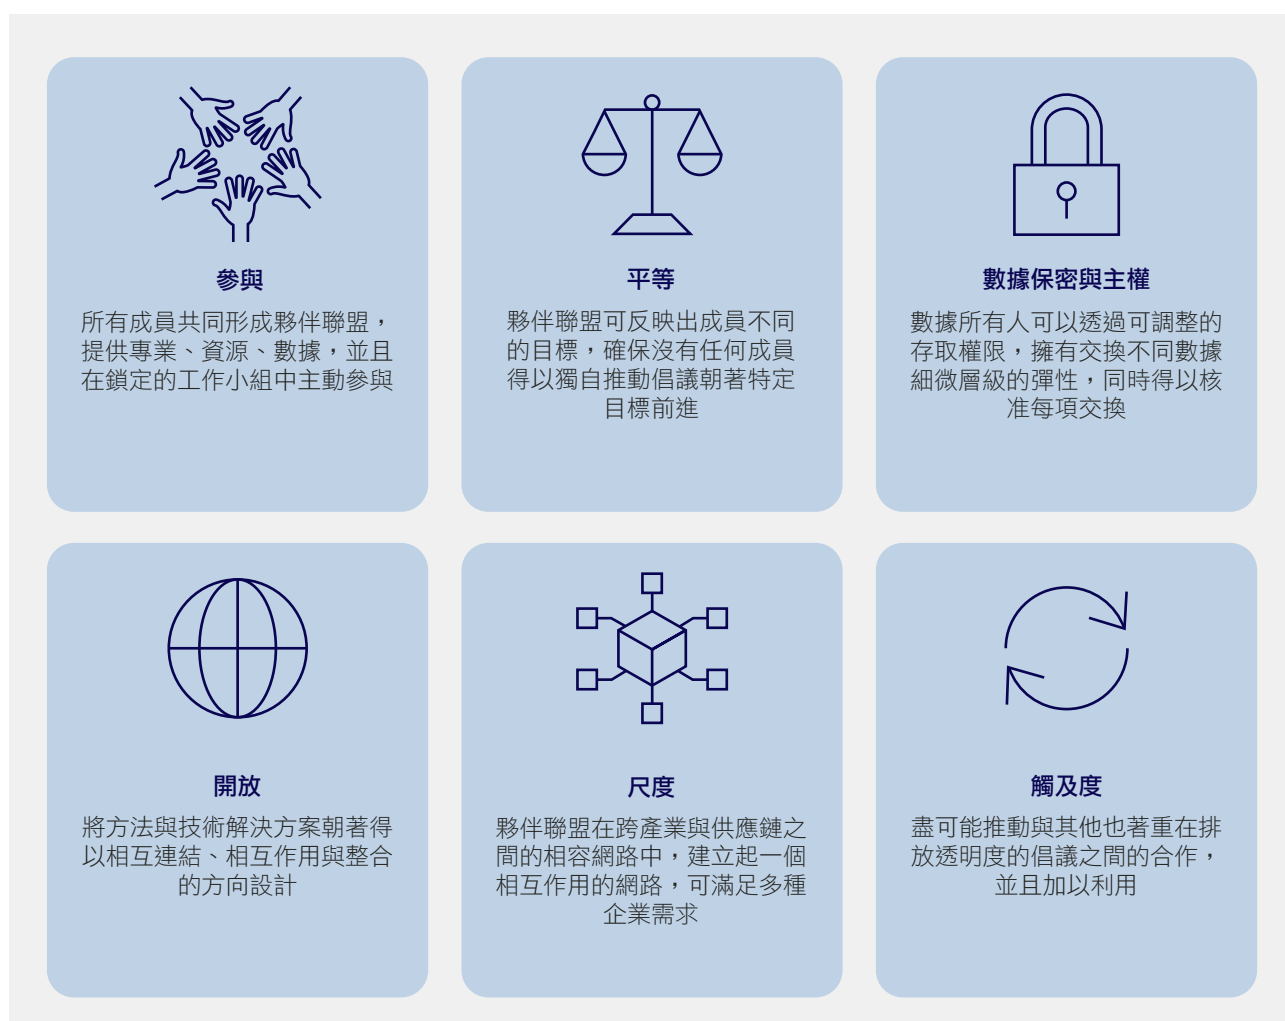 參與
所有成員共同形成夥伴聯盟，
提供專業、資源、數據，並且
在鎖定的工作小組中主動參與
平等
夥伴聯盟可反映出成員不同
的目標，確保沒有任何成員
得以獨自推動倡議朝著特定
目標前進
數據保密與主權
數據所有人可以透過可調整的
存取權限，擁有交換不同數據
細微層級的彈性，同時得以核
准每項交換
開放
將方法與技術解決方案朝著得
以相互連結、相互作用與整合
的方向設計
尺度
夥伴聯盟在跨產業與供應鏈之
間的相容網路中，建立起一個
相互作用的網路，可滿足多種
企業需求
觸及度
盡可能推動與其他也著重在排
放透明度的倡議之間的合作，
並且加以利用